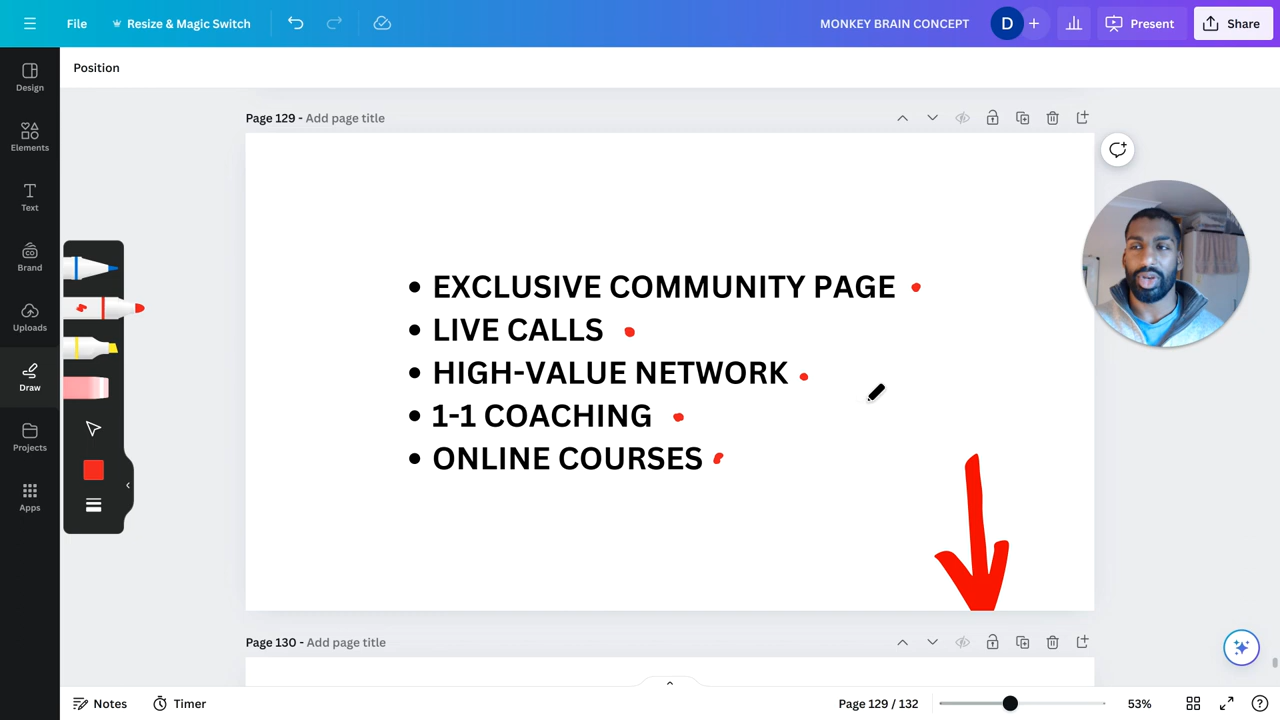 File Resize & Magic Switch MONKEY BRAIN CONCEPT D + Present Share
Position
Design
Elements
Text
Brand
Uploads
Draw
Projects
Apps
Page 129 - Add page title
• EXCLUSIVE COMMUNITY PAGE
• LIVE CALLS
• HIGH-VALUE NETWORK
• 1-1 COACHING
• ONLINE COURSES
Page 130 - Add page title
Notes Timer Page 129 / 132 53%